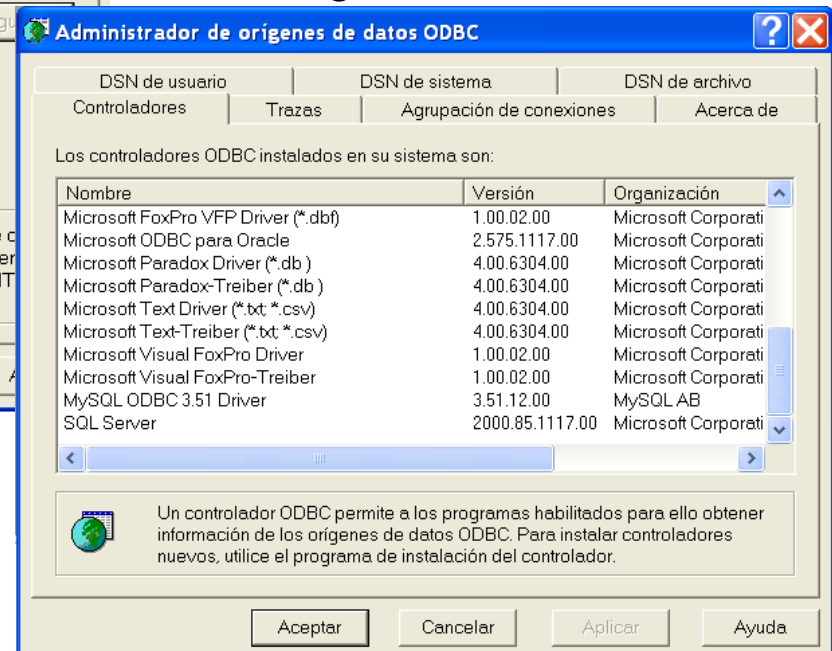 Administrador de orígenes de datos ODBC
DSN de usuario DSN de sistema DSN de archivo
Controladores Trazas Agrupación de conexiones Acerca de
Los controladores ODBC instalados en su sistema son:
Nombre Versión Organización
Microsoft FoxPro VFP Driver (*.dbf) 1.00.02.00 Microsoft Corporati
Microsoft ODBC para Oracle 2.575.1117.00 Microsoft Corporati
Microsoft Paradox Driver (*.db ) 4.00.6304.00 Microsoft Corporati
Microsoft Paradox-Treiber (*.db ) 4.00.6304.00 Microsoft Corporati
Microsoft Text Driver (*.txt; *.csv) 4.00.6304.00 Microsoft Corporati
Microsoft Text-Treiber (*.txt; *.csv) 4.00.6304.00 Microsoft Corporati
Microsoft Visual FoxPro Driver 1.00.02.00 Microsoft Corporati
Microsoft Visual FoxPro-Treiber 1.00.02.00 Microsoft Corporati
MySQL ODBC 3.51 Driver 3.51.12.00 MySQL AB
SQL Server 2000.85.1117.00 Microsoft Corporati
Un controlador ODBC permite a los programas habilitados para ello obtener
información de los orígenes de datos ODBC. Para instalar controladores
nuevos, utilice el programa de instalación del controlador.
Aceptar Cancelar Aplicar Ayuda